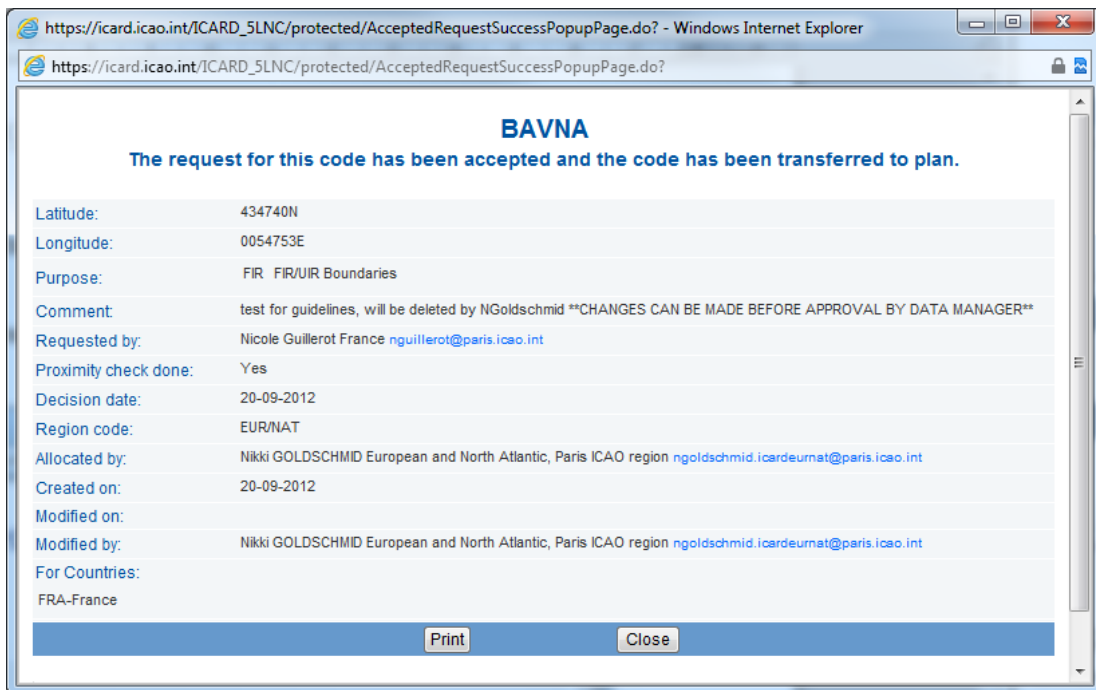 https://icard.icao.int/ICARD_5LNC/protected/AcceptedRequestSuccessPopupPage.do? - Windows Internet Explorer
https://icard.icao.int/ICARD_5LNC/protected/AcceptedRequestSuccessPopupPage.do?
BAVNA
The request for this code has been accepted and the code has been transferred to plan.
Latitude: 434740N
Longitude: 0054753E
Purpose: FIR FIR/UIR Boundaries
Comment: test for guidelines, will be deleted by NGoldschmid **CHANGES CAN BE MADE BEFORE APPROVAL BY DATA MANAGER**
Requested by: Nicole Guillerot France nguillerot@paris.icao.int
Proximity check done: Yes
Decision date: 20-09-2012
Region code: EUR/NAT
Allocated by: Nikki GOLDSCHMID European and North Atlantic, Paris ICAO region ngoldschmid.icardeurnat@paris.icao.int
Created on: 20-09-2012
Modified on:
Modified by: Nikki GOLDSCHMID European and North Atlantic, Paris ICAO region ngoldschmid.icardeurnat@paris.icao.int
For Countries:
FRA-France
Print Close